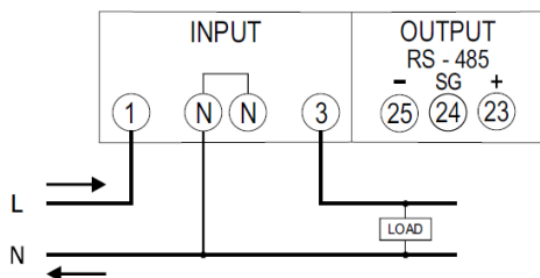 INPUT
OUTPUT
RS - 485
- SG +
1 N N 3 25 24 23
L
LOAD
N